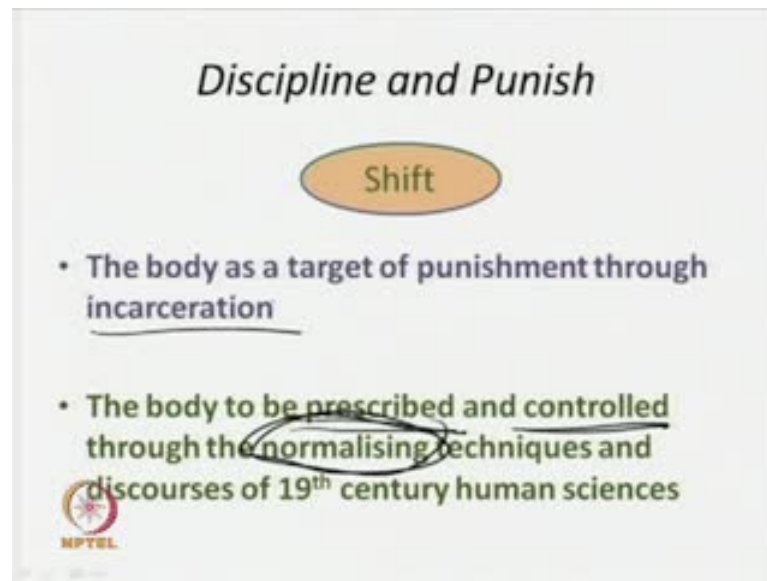 Discipline and Punish
Shift
• The body as a target of punishment through
incarceration
• The body to be prescribed and controlled
through the normalising techniques and
discourses of 19th century human sciences
NPTEL